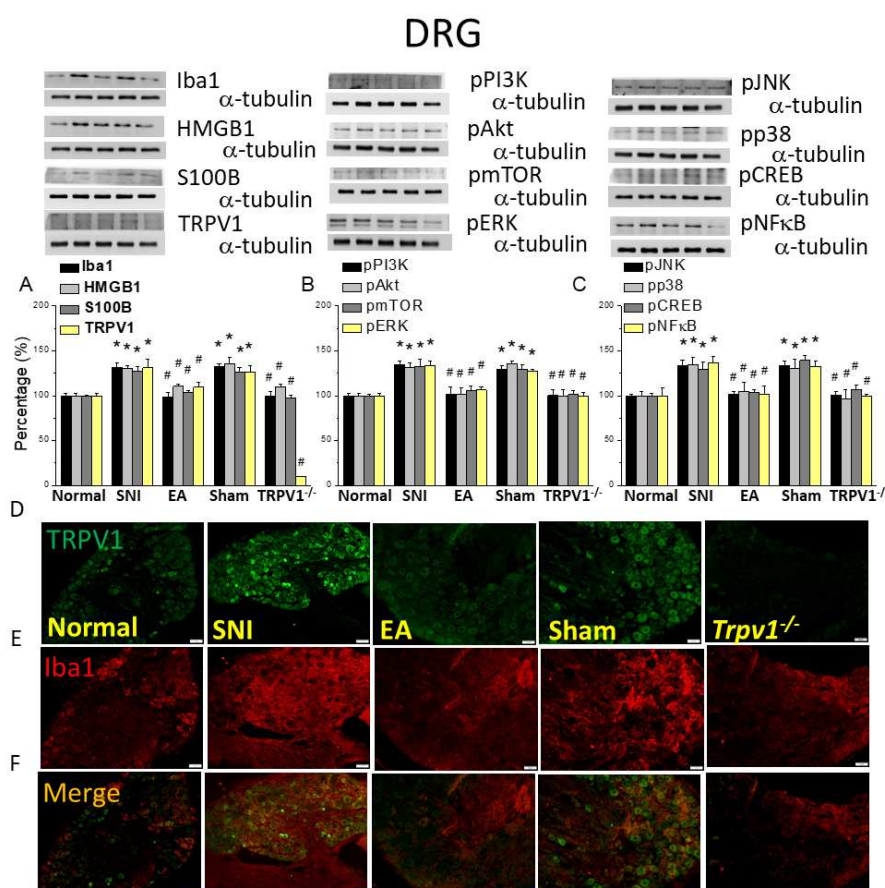 DRG
Iba1
α-tubulin
HMGB1
α-tubulin
S100B
α-tubulin
TRPV1
α-tubulin
pPI3K
α-tubulin
pAkt
α-tubulin
pmTOR
α-tubulin
pERK
α-tubulin
pJNK
α-tubulin
pp38
α-tubulin
pCREB
α-tubulin
pNFκB
α-tubulin
A
Iba1
HMGB1
S100B
TRPV1
Percentage (%)
200
150
100
50
0
* * * *
# # # #
* * * *
# # # #
Normal SNI EA Sham TRPV1-/-
B
pPI3K
pAkt
pmTOR
pERK
200
150
100
50
0
* * * *
# # # #
* * * *
# # # #
Normal SNI EA Sham TRPV1-/-
C
pJNK
pp38
pCREB
pNFκB
200
150
100
50
0
* * * *
# # # #
* * * *
# # # #
Normal SNI EA Sham TRPV1-/-
D
TRPV1
Normal SNI EA Sham Trpv1-/-
E
Iba1
F
Merge